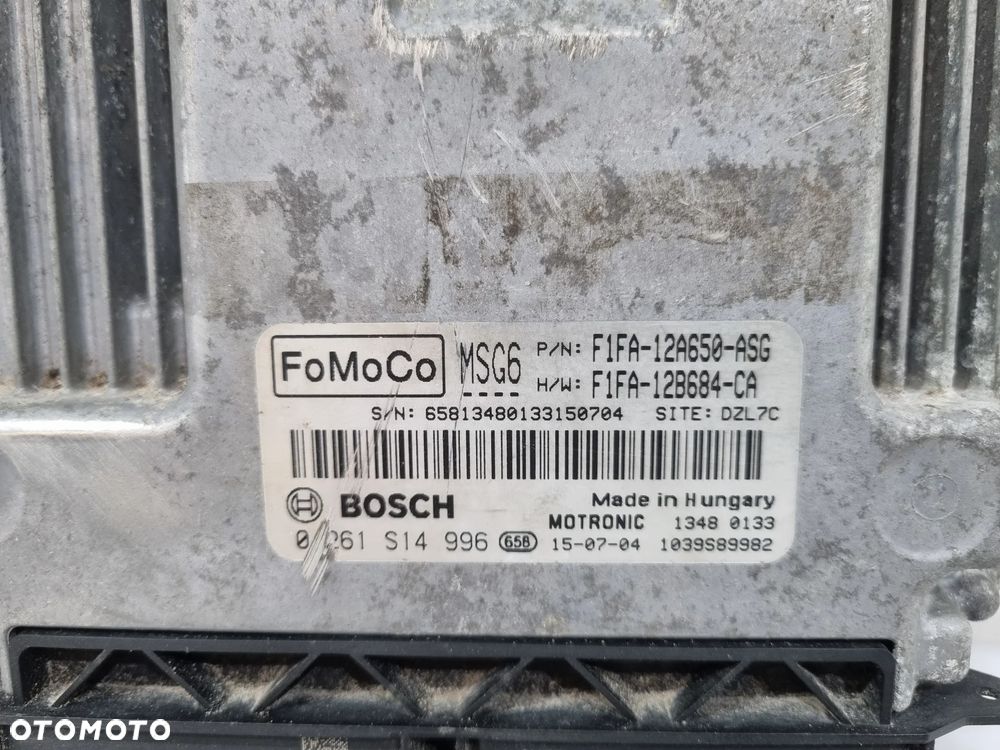 FoMoCo MSG6 P/N: F1FA-12A650-ASG
---- H/W: F1FA-12B684-CA
S/N: 65813480133150704 SITE: DZL7C
BOSCH Made in Hungary
MOTRONIC 1348 0133
0 261 S14 996 658 15-07-04 1039S89982
OTOMOTO